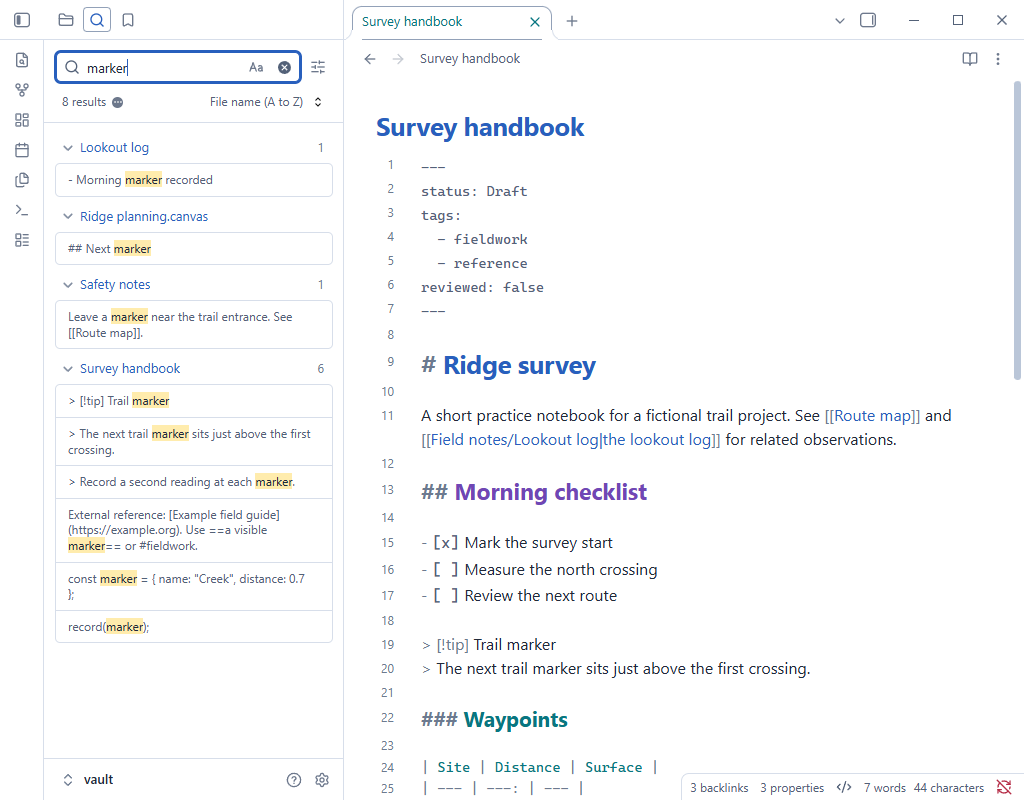 Survey handbook
marker
Aa
Survey handbook
8 results
File name (A to Z)
Lookout log 1
- Morning marker recorded
Ridge planning.canvas
## Next marker
Safety notes 1
Leave a marker near the trail entrance. See
[[Route map]].
Survey handbook 6
> [!tip] Trail marker
> The next trail marker sits just above the first
crossing.
> Record a second reading at each marker.
External reference: [Example field guide]
(https://example.org). Use ==a visible
marker== or #fieldwork.
const marker = { name: "Creek", distance: 0.7
};
record(marker);
vault
Survey handbook
1 ---
2 status: Draft
3 tags:
4 - fieldwork
5 - reference
6 reviewed: false
7 ---
8
9 # Ridge survey
10
11 A short practice notebook for a fictional trail project. See [[Route map]] and
[[Field notes/Lookout log|the lookout log]] for related observations.
12
13 ## Morning checklist
14
15 - [x] Mark the survey start
16 - [ ] Measure the north crossing
17 - [ ] Review the next route
18
19 > [!tip] Trail marker
20 > The next trail marker sits just above the first crossing.
21
22 ### Waypoints
23
24 | Site | Distance | Surface |
25 | --- | ---: | --- |
3 backlinks 3 properties 7 words 44 characters